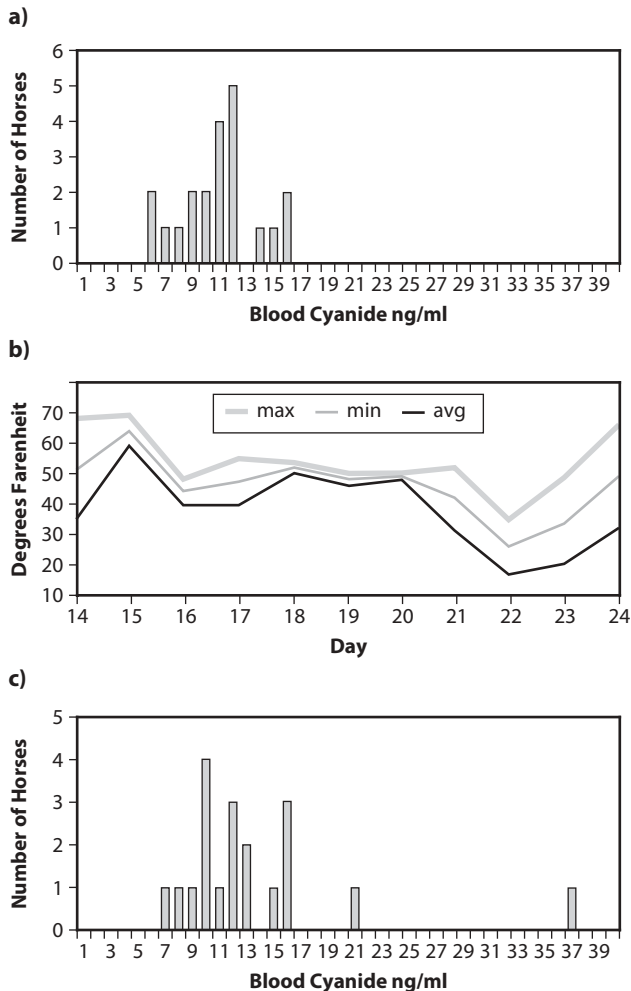 a)
6
5
4
3
2
1
0
Number of Horses
1 3 5 7 9 11 13 15 17 19 21 23 25 27 29 31 33 35 37 39
Blood Cyanide ng/ml
b)
max min avg
70
60
50
40
30
20
10
Degrees Farenheit
14 15 16 17 18 19 20 21 22 23 24
Day
c)
5
4
3
2
1
0
Number of Horses
1 3 5 7 9 11 13 15 17 19 21 23 25 27 29 31 33 35 37 39
Blood Cyanide ng/ml